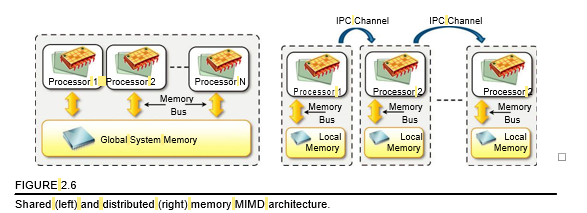 IPC Channel IPC Channel
Processor 1 Processor 2 Processor N
Processor 1 Processor 2 Processor 2
Memory
Bus
Memory
Bus
Memory
Bus
Memory
Bus
Global System Memory
Local
Memory
Local
Memory
Local
Memory
FIGURE 2.6
Shared (left) and distributed (right) memory MIMD architecture.